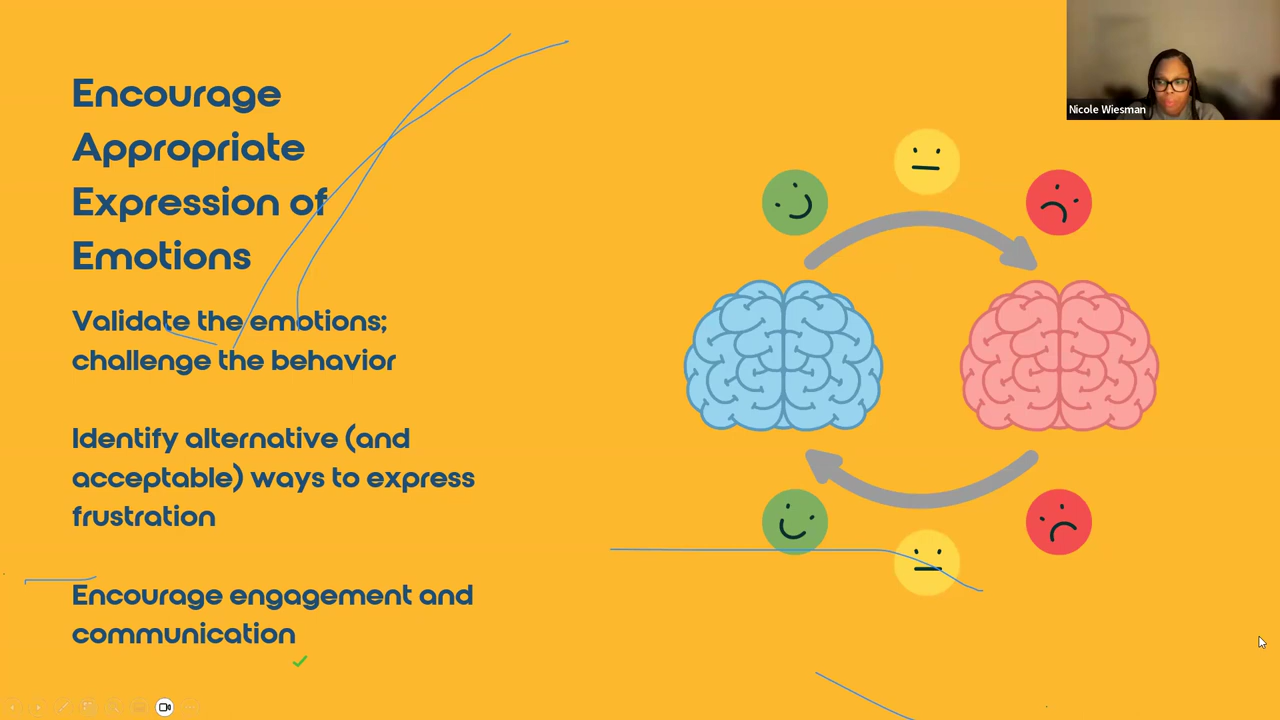 Encourage
Appropriate
Expression of
Emotions
Validate the emotions;
challenge the behavior
Identify alternative (and
acceptable) ways to express
frustration
Encourage engagement and
communication
Nicole Wiesman